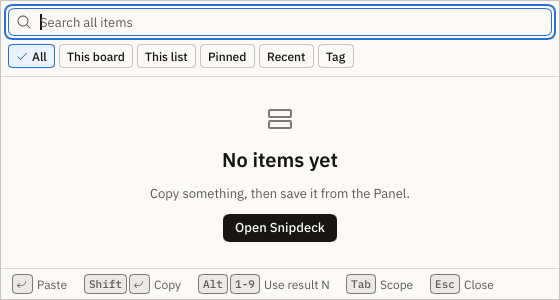 Search all items
All This board This list Pinned Recent Tag
No items yet
Copy something, then save it from the Panel.
Open Snipdeck
Paste Shift Copy Alt 1-9 Use result N Tab Scope Esc Close